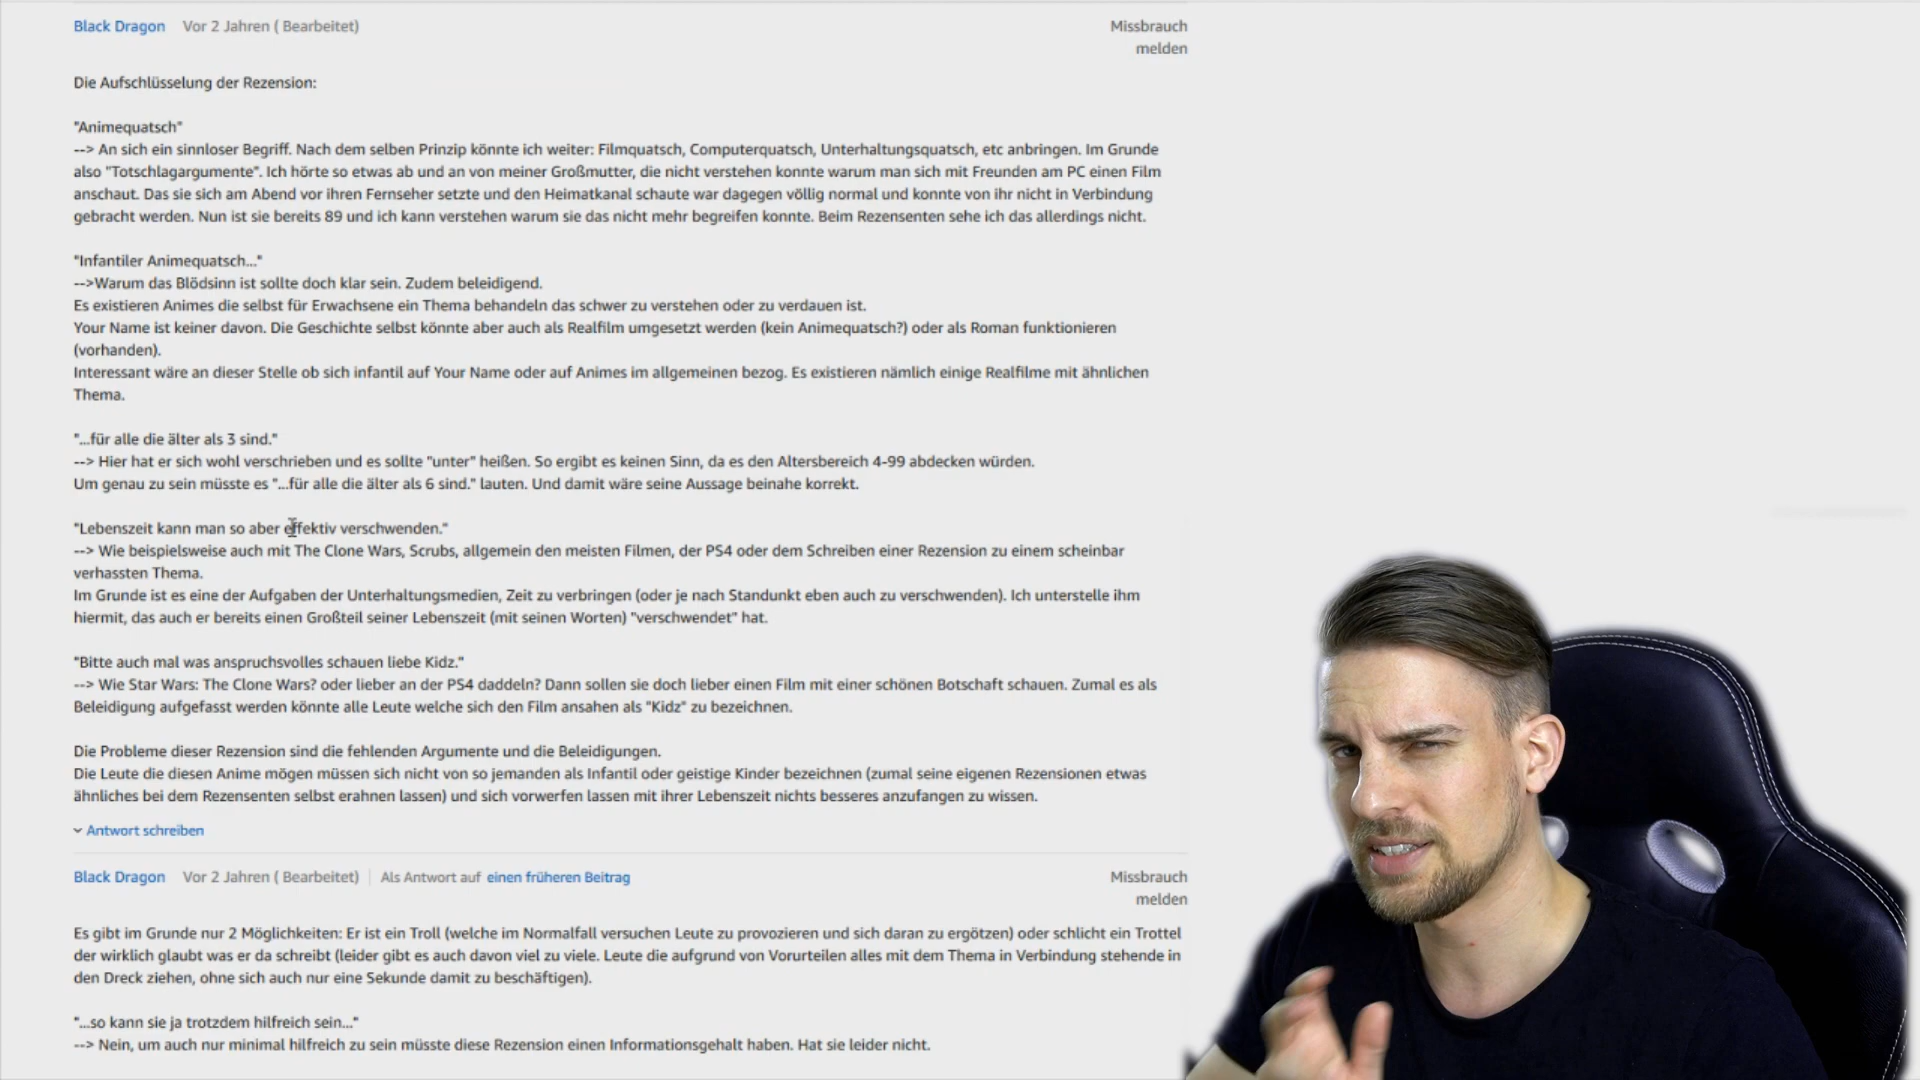 Black Dragon Vor 2 Jahren ( Bearbeitet) Missbrauch
melden
Die Aufschlüsselung der Rezension:
"Animequatsch"
--> An sich ein sinnloser Begriff. Nach dem selben Prinzip könnte ich weiter: Filmquatsch, Computerquatsch, Unterhaltungsquatsch, etc anbringen. Im Grunde
also "Totschlagargumente". Ich hörte so etwas ab und an von meiner Großmutter, die nicht verstehen konnte warum man sich mit Freunden am PC einen Film
anschaut. Das sie sich am Abend vor ihren Fernseher setzte und den Heimatkanal schaute war dagegen völlig normal und konnte von ihr nicht in Verbindung
gebracht werden. Nun ist sie bereits 89 und ich kann verstehen warum sie das nicht mehr begreifen konnte. Beim Rezensenten sehe ich das allerdings nicht.
"Infantiler Animequatsch..."
-->Warum das Blödsinn ist sollte doch klar sein. Zudem beleidigend.
Es existieren Animes die selbst für Erwachsene ein Thema behandeln das schwer zu verstehen oder zu verdauen ist.
Your Name ist keiner davon. Die Geschichte selbst könnte aber auch als Realfilm umgesetzt werden (kein Animequatsch?) oder als Roman funktionieren
(vorhanden).
Interessant wäre an dieser Stelle ob sich infantil auf Your Name oder auf Animes im allgemeinen bezog. Es existieren nämlich einige Realfilme mit ähnlichen
Thema.
"...für alle die älter als 3 sind."
--> Hier hat er sich wohl verschrieben und es sollte "unter" heißen. So ergibt es keinen Sinn, da es den Altersbereich 4-99 abdecken würden.
Um genau zu sein müsste es "...für alle die älter als 6 sind." lauten. Und damit wäre seine Aussage beinahe korrekt.
"Lebenszeit kann man so aber effektiv verschwenden."
--> Wie beispielsweise auch mit The Clone Wars, Scrubs, allgemein den meisten Filmen, der PS4 oder dem Schreiben einer Rezension zu einem scheinbar
verhassten Thema.
Im Grunde ist es eine der Aufgaben der Unterhaltungsmedien, Zeit zu verbringen (oder je nach Standunkt eben auch zu verschwenden). Ich unterstelle ihm
hiermit, das auch er bereits einen Großteil seiner Lebenszeit (mit seinen Worten) "verschwendet" hat.
"Bitte auch mal was anspruchsvolles schauen liebe Kidz."
--> Wie Star Wars: The Clone Wars? oder lieber an der PS4 daddeln? Dann sollen sie doch lieber einen Film mit einer schönen Botschaft schauen. Zumal es als
Beleidigung aufgefasst werden könnte alle Leute welche sich den Film ansahen als "Kidz" zu bezeichnen.
Die Probleme dieser Rezension sind die fehlenden Argumente und die Beleidigungen.
Die Leute die diesen Anime mögen müssen sich nicht von so jemanden als Infantil oder geistige Kinder bezeichnen (zumal seine eigenen Rezensionen etwas
ähnliches bei dem Rezensenten selbst erahnen lassen) und sich vorwerfen lassen mit ihrer Lebenszeit nichts besseres anzufangen zu wissen.
Antwort schreiben
Black Dragon Vor 2 Jahren ( Bearbeitet) Als Antwort auf einen früheren Beitrag Missbrauch
melden
Es gibt im Grunde nur 2 Möglichkeiten: Er ist ein Troll (welche im Normalfall versuchen Leute zu provozieren und sich daran zu ergötzen) oder schlicht ein Trottel
der wirklich glaubt was er da schreibt (leider gibt es auch davon viel zu viele. Leute die aufgrund von Vorurteilen alles mit dem Thema in Verbindung stehende in
den Dreck ziehen, ohne sich auch nur eine Sekunde damit zu beschäftigen).
"...so kann sie ja trotzdem hilfreich sein..."
--> Nein, um auch nur minimal hilfreich zu sein müsste diese Rezension einen Informationsgehalt haben. Hat sie leider nicht.